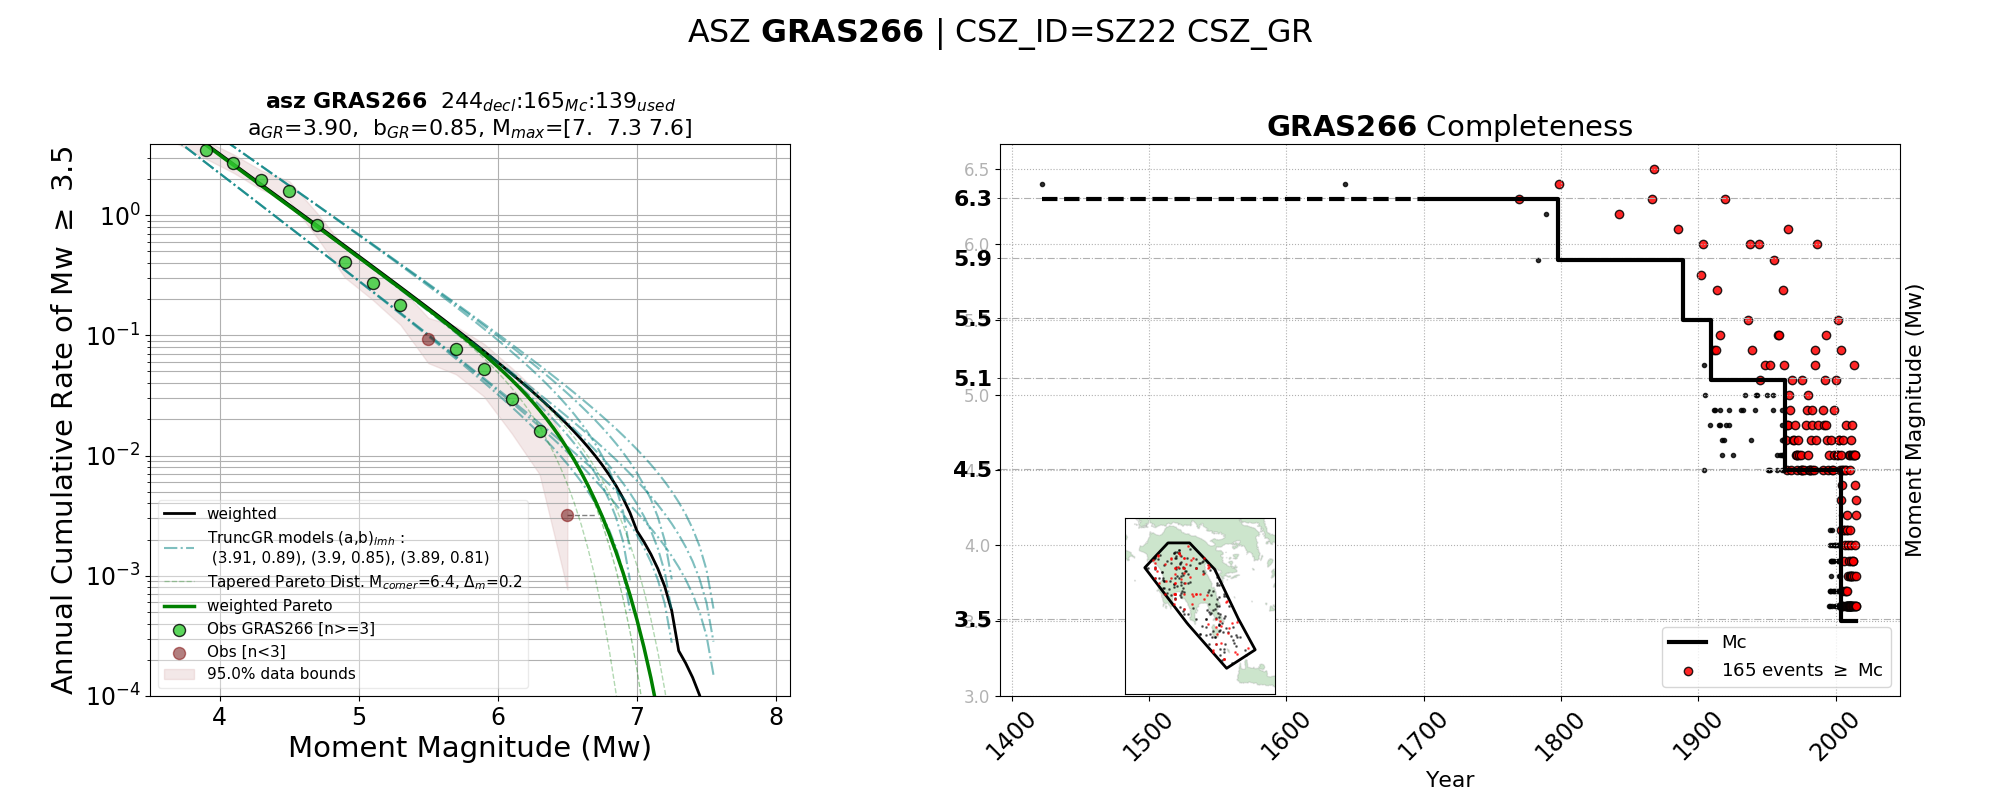 ASZ GRAS266 | CSZ_ID=SZ22 CSZ_GR
asz GRAS266 244decl:165Mc:139used
aGR=3.90, bGR=0.85, Mmax=[7. 7.3 7.6]
Annual Cumulative Rate of Mw ≥ 3.5
10^0
10^−1
10^−2
10^−3
10^−4
weighted
TruncGR models (a,b)lmh :
(3.91, 0.89), (3.9, 0.85), (3.89, 0.81)
Tapered Pareto Dist. Mcorner=6.4, Δm=0.2
weighted Pareto
Obs GRAS266 [n>=3]
Obs [n<3]
95.0% data bounds
4 5 6 7 8
Moment Magnitude (Mw)
GRAS266 Completeness
6.5
6.3
6.0
5.9
5.5
5.1
5.0
4.5
4.0
3.5
3.0
Moment Magnitude (Mw)
Mc
165 events ≥ Mc
1400 1500 1600 1700 1800 1900 2000
Year